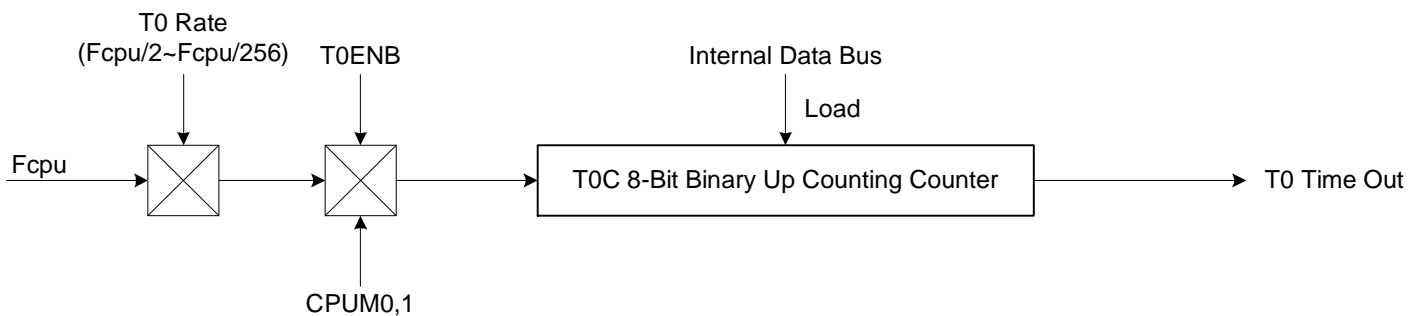 T0 Rate
(Fcpu/2~Fcpu/256)
T0ENB
Internal Data Bus
Load
Fcpu
T0C 8-Bit Binary Up Counting Counter
T0 Time Out
CPUM0,1